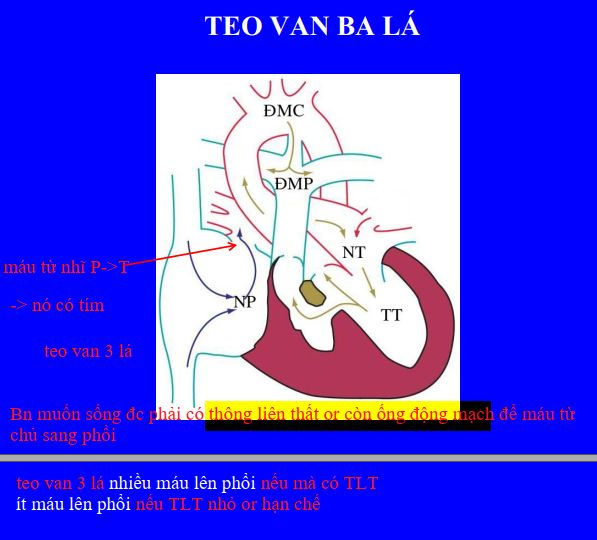 TEO VAN BA LÁ
ĐMC
ĐMP
NT
máu từ nhĩ P->T
NP
-> nó có tím
TT
teo van 3 lá
Bn muốn sống đc phải có thông liên thất or còn ống động mạch để máu từ
chủ sang phổi
teo van 3 lá nhiều máu lên phổi nếu mà có TLT
ít máu lên phổi nếu TLT nhỏ or hạn chế